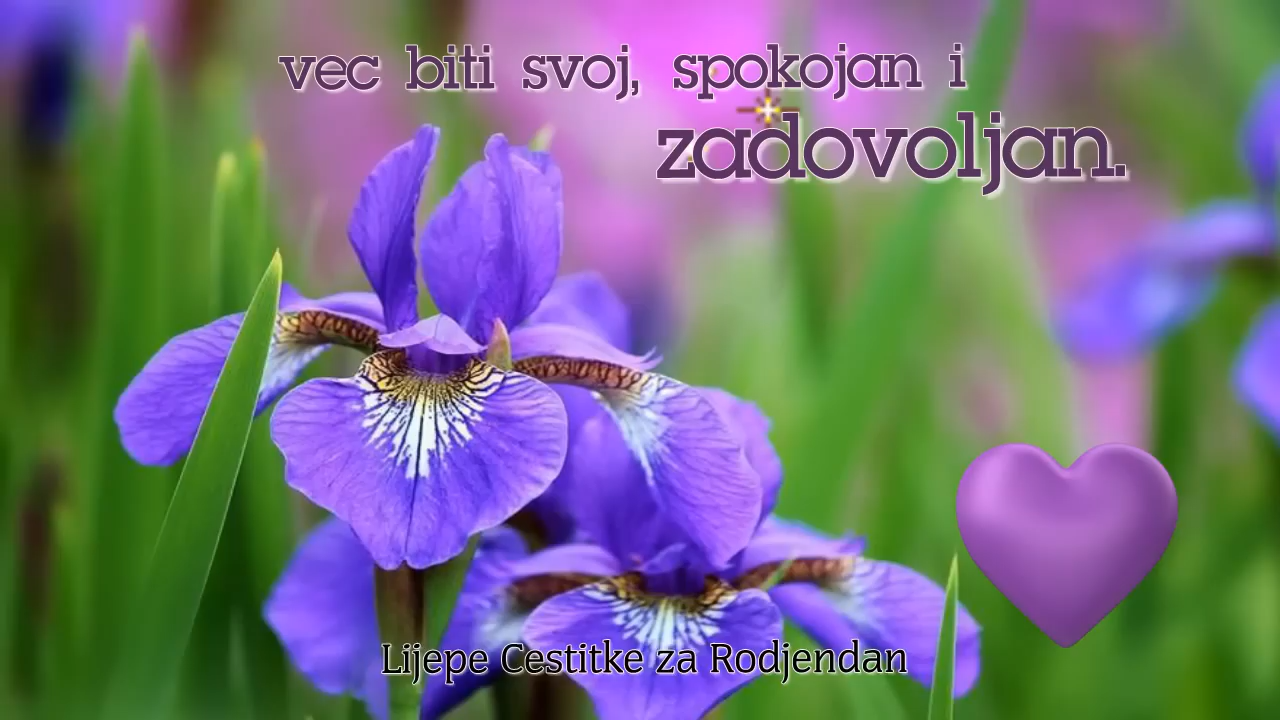 vec biti svoj, spokojan i
zadovoljan.
Lijepe Cestitke za Rodjendan